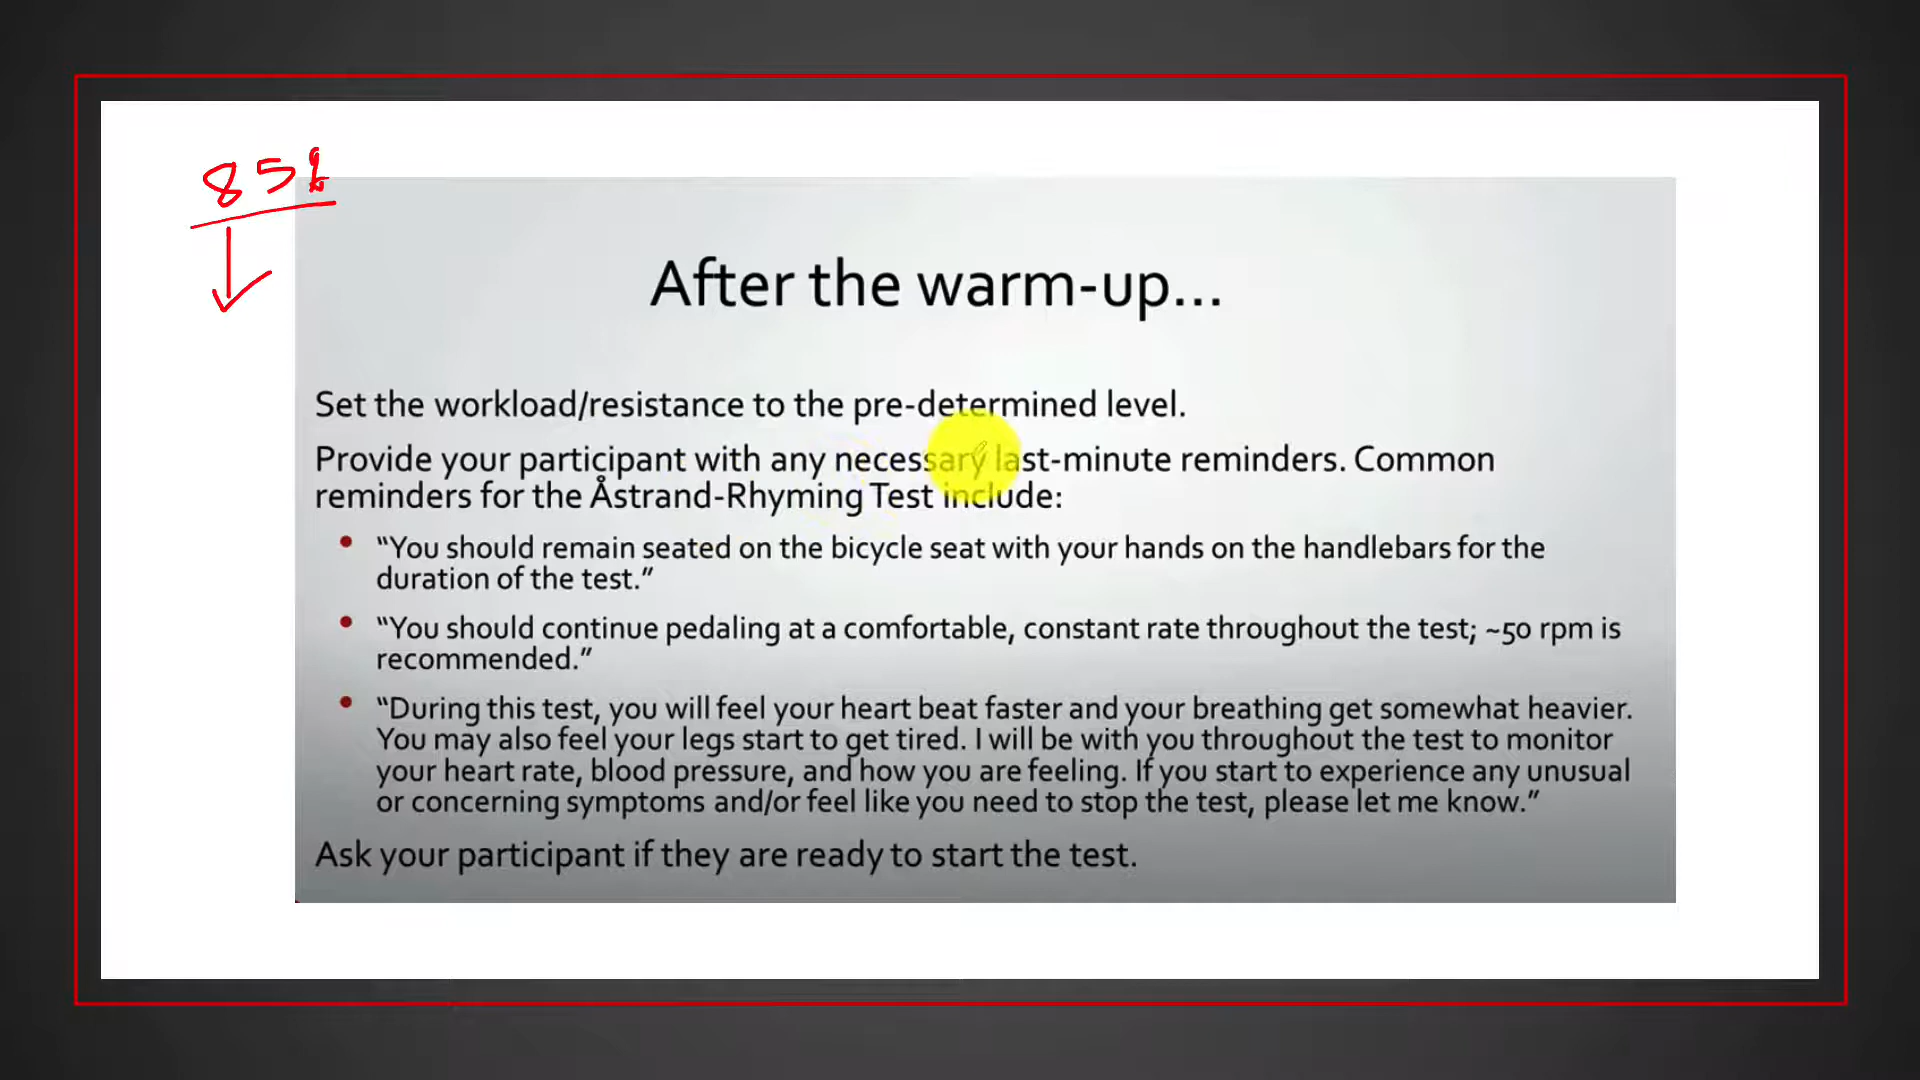 85%
After the warm-up...
Set the workload/resistance to the pre-determined level.
Provide your participant with any necessary last-minute reminders. Common
reminders for the Åstrand-Rhyming Test include:
• “You should remain seated on the bicycle seat with your hands on the handlebars for the
duration of the test.”
• “You should continue pedaling at a comfortable, constant rate throughout the test; ~50 rpm is
recommended.”
• “During this test, you will feel your heart beat faster and your breathing get somewhat heavier.
You may also feel your legs start to get tired. I will be with you throughout the test to monitor
your heart rate, blood pressure, and how you are feeling. If you start to experience any unusual
or concerning symptoms and/or feel like you need to stop the test, please let me know.”
Ask your participant if they are ready to start the test.